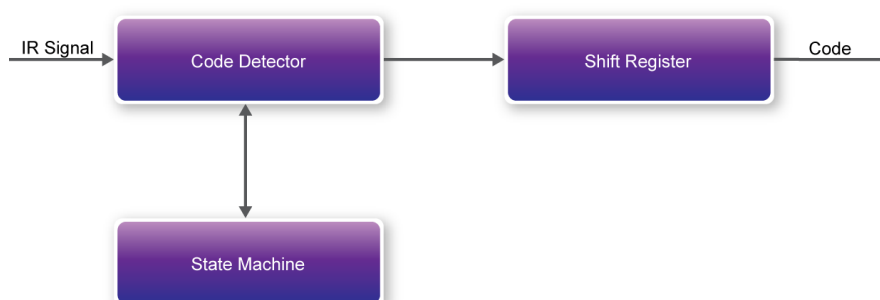 IR Signal
Code Detector
Shift Register
Code
State Machine